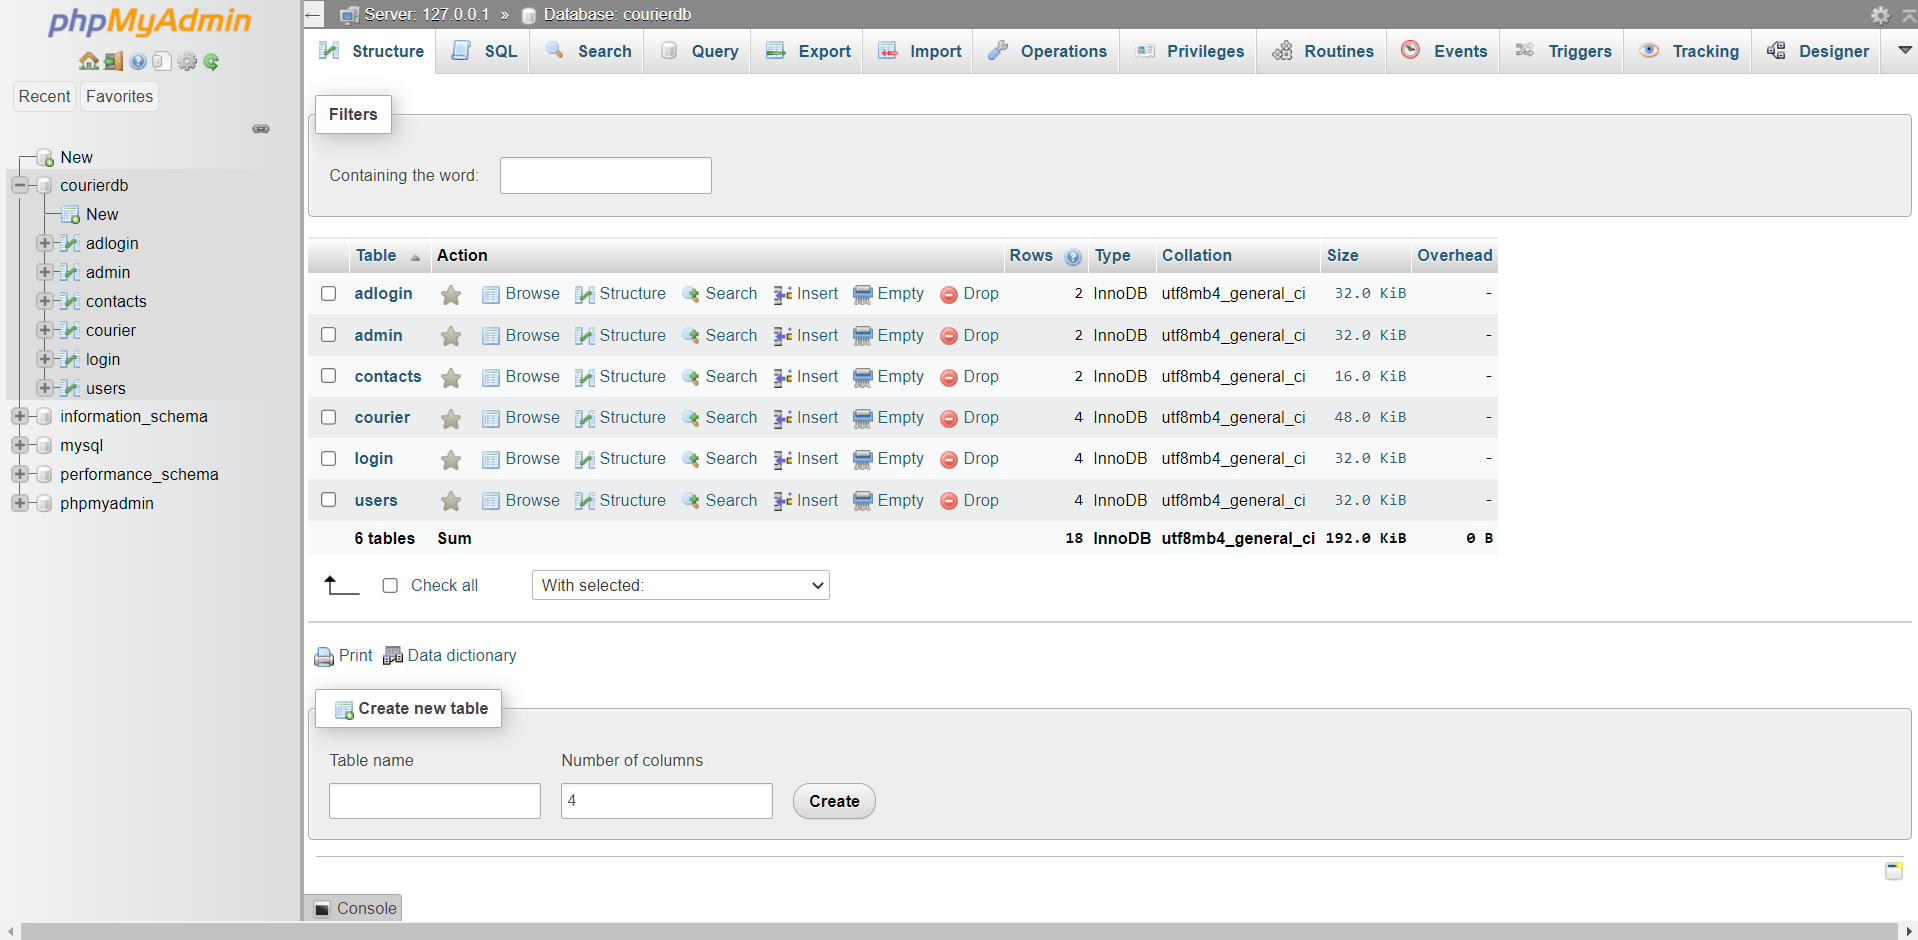 phpMyAdmin
Recent Favorites
New
courierdb
New
adlogin
admin
contacts
courier
login
users
information_schema
mysql
performance_schema
phpmyadmin
Server: 127.0.0.1 » Database: courierdb
Structure SQL Search Query Export Import Operations Privileges Routines Events Triggers Tracking Designer
Filters
Containing the word:
Table Action Rows Type Collation Size Overhead
adlogin Browse Structure Search Insert Empty Drop 2 InnoDB utf8mb4_general_ci 32.0 KiB -
admin Browse Structure Search Insert Empty Drop 2 InnoDB utf8mb4_general_ci 32.0 KiB -
contacts Browse Structure Search Insert Empty Drop 2 InnoDB utf8mb4_general_ci 16.0 KiB -
courier Browse Structure Search Insert Empty Drop 4 InnoDB utf8mb4_general_ci 48.0 KiB -
login Browse Structure Search Insert Empty Drop 4 InnoDB utf8mb4_general_ci 32.0 KiB -
users Browse Structure Search Insert Empty Drop 4 InnoDB utf8mb4_general_ci 32.0 KiB -
6 tables Sum 18 InnoDB utf8mb4_general_ci 192.0 KiB 0 B
Check all With selected:
Print Data dictionary
Create new table
Table name Number of columns
4 Create
Console